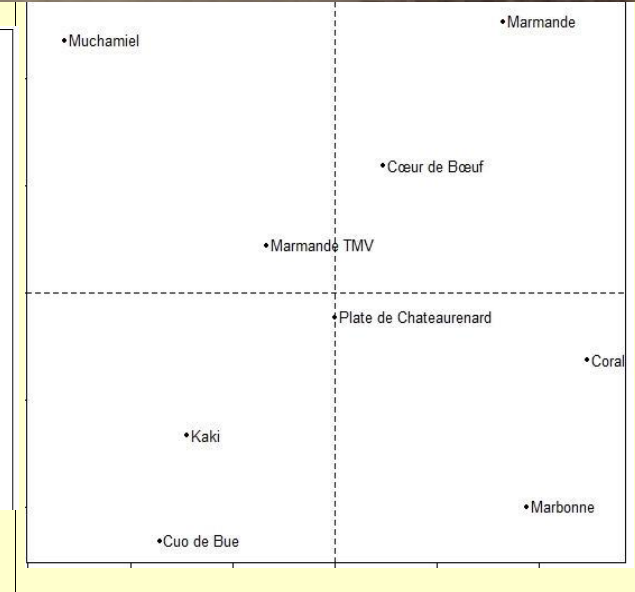 Marmande
Muchamiel
Cœur de Bœuf
Marmande TMV
Plate de Chateaurenard
Coral
Kaki
Marbonne
Cuo de Bue